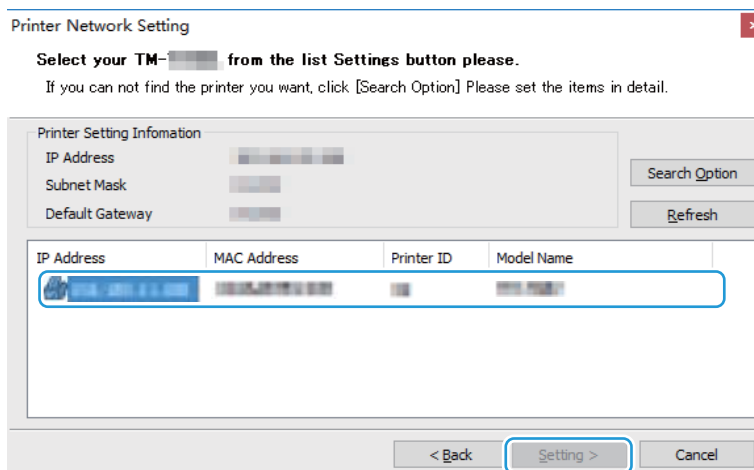 Printer Network Setting
Select your TM- from the list Settings button please.
If you can not find the printer you want, click [Search Option] Please set the items in detail.
Printer Setting Infomation
IP Address
Subnet Mask
Default Gateway
Search Option
Refresh
IP Address MAC Address Printer ID Model Name
< Back Setting > Cancel